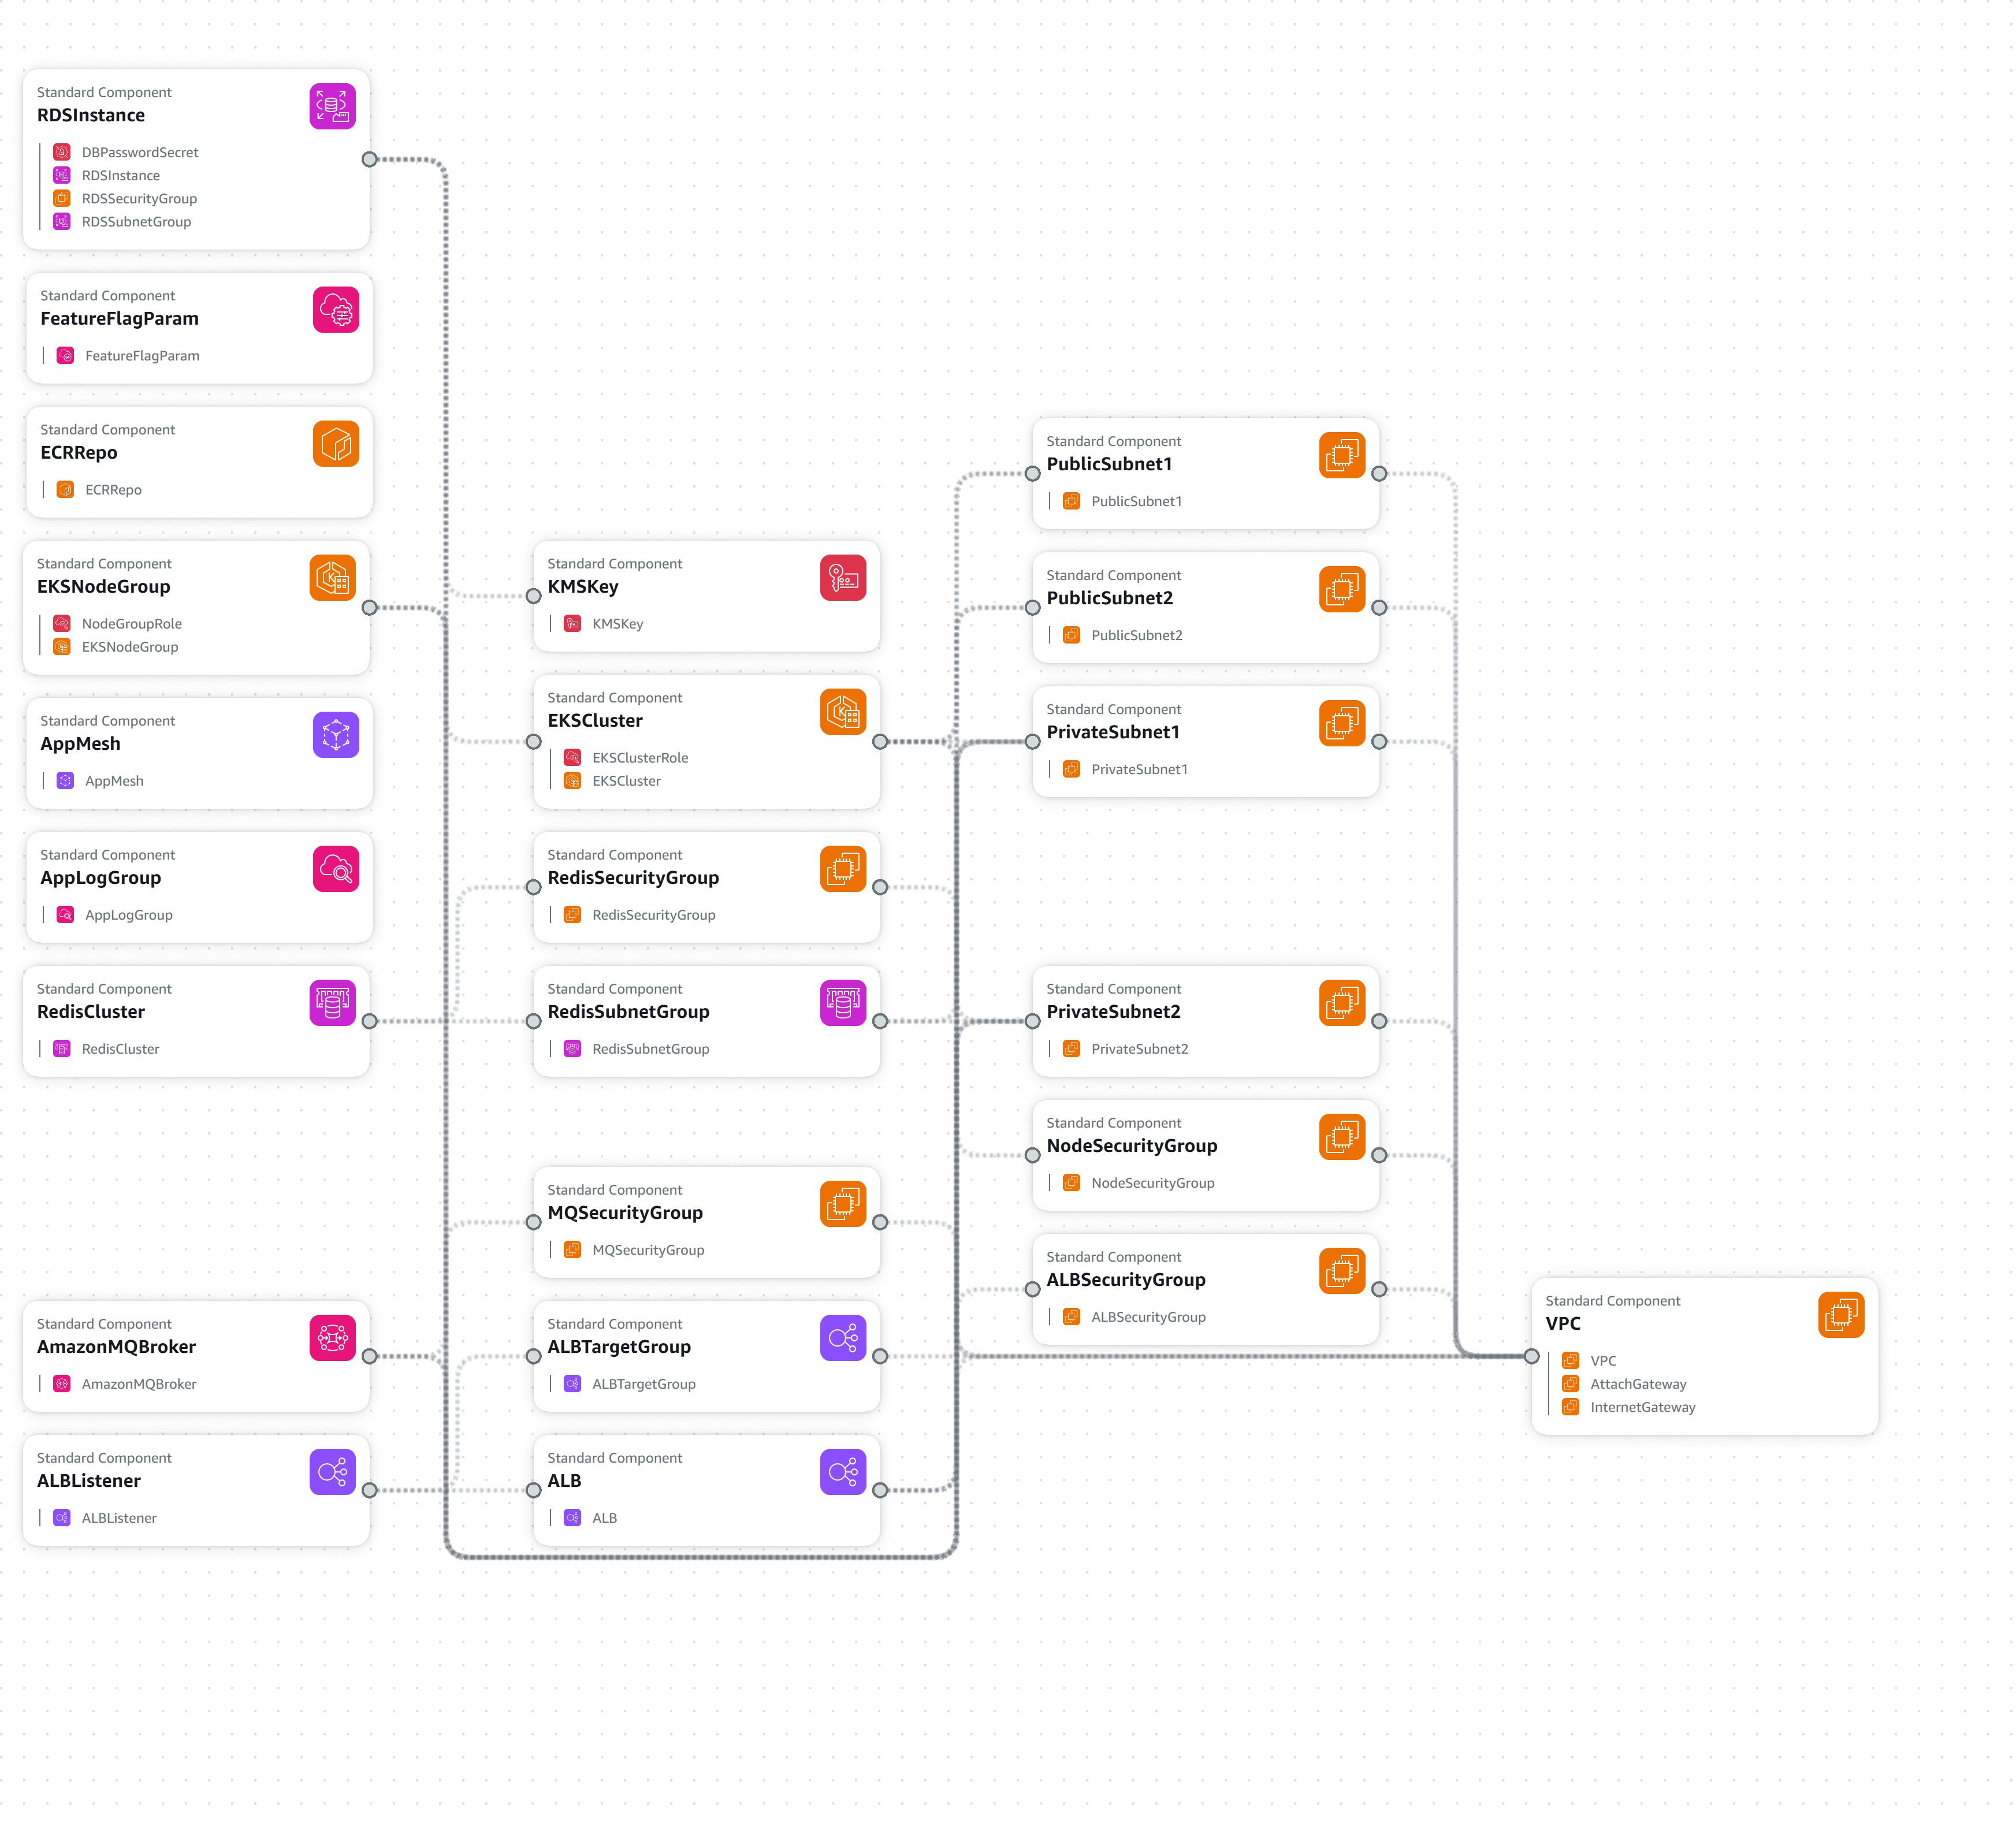 Standard Component
RDSInstance
DBPasswordSecret
RDSInstance
RDSSecurityGroup
RDSSubnetGroup
Standard Component
FeatureFlagParam
FeatureFlagParam
Standard Component
ECRRepo
ECRRepo
Standard Component
EKSNodeGroup
NodeGroupRole
EKSNodeGroup
Standard Component
AppMesh
AppMesh
Standard Component
AppLogGroup
AppLogGroup
Standard Component
RedisCluster
RedisCluster
Standard Component
AmazonMQBroker
AmazonMQBroker
Standard Component
ALBListener
ALBListener
Standard Component
KMSKey
KMSKey
Standard Component
EKSCluster
EKSClusterRole
EKSCluster
Standard Component
RedisSecurityGroup
RedisSecurityGroup
Standard Component
RedisSubnetGroup
RedisSubnetGroup
Standard Component
MQSecurityGroup
MQSecurityGroup
Standard Component
ALBTargetGroup
ALBTargetGroup
Standard Component
ALB
ALB
Standard Component
PublicSubnet1
PublicSubnet1
Standard Component
PublicSubnet2
PublicSubnet2
Standard Component
PrivateSubnet1
PrivateSubnet1
Standard Component
PrivateSubnet2
PrivateSubnet2
Standard Component
NodeSecurityGroup
NodeSecurityGroup
Standard Component
ALBSecurityGroup
ALBSecurityGroup
Standard Component
VPC
VPC
AttachGateway
InternetGateway